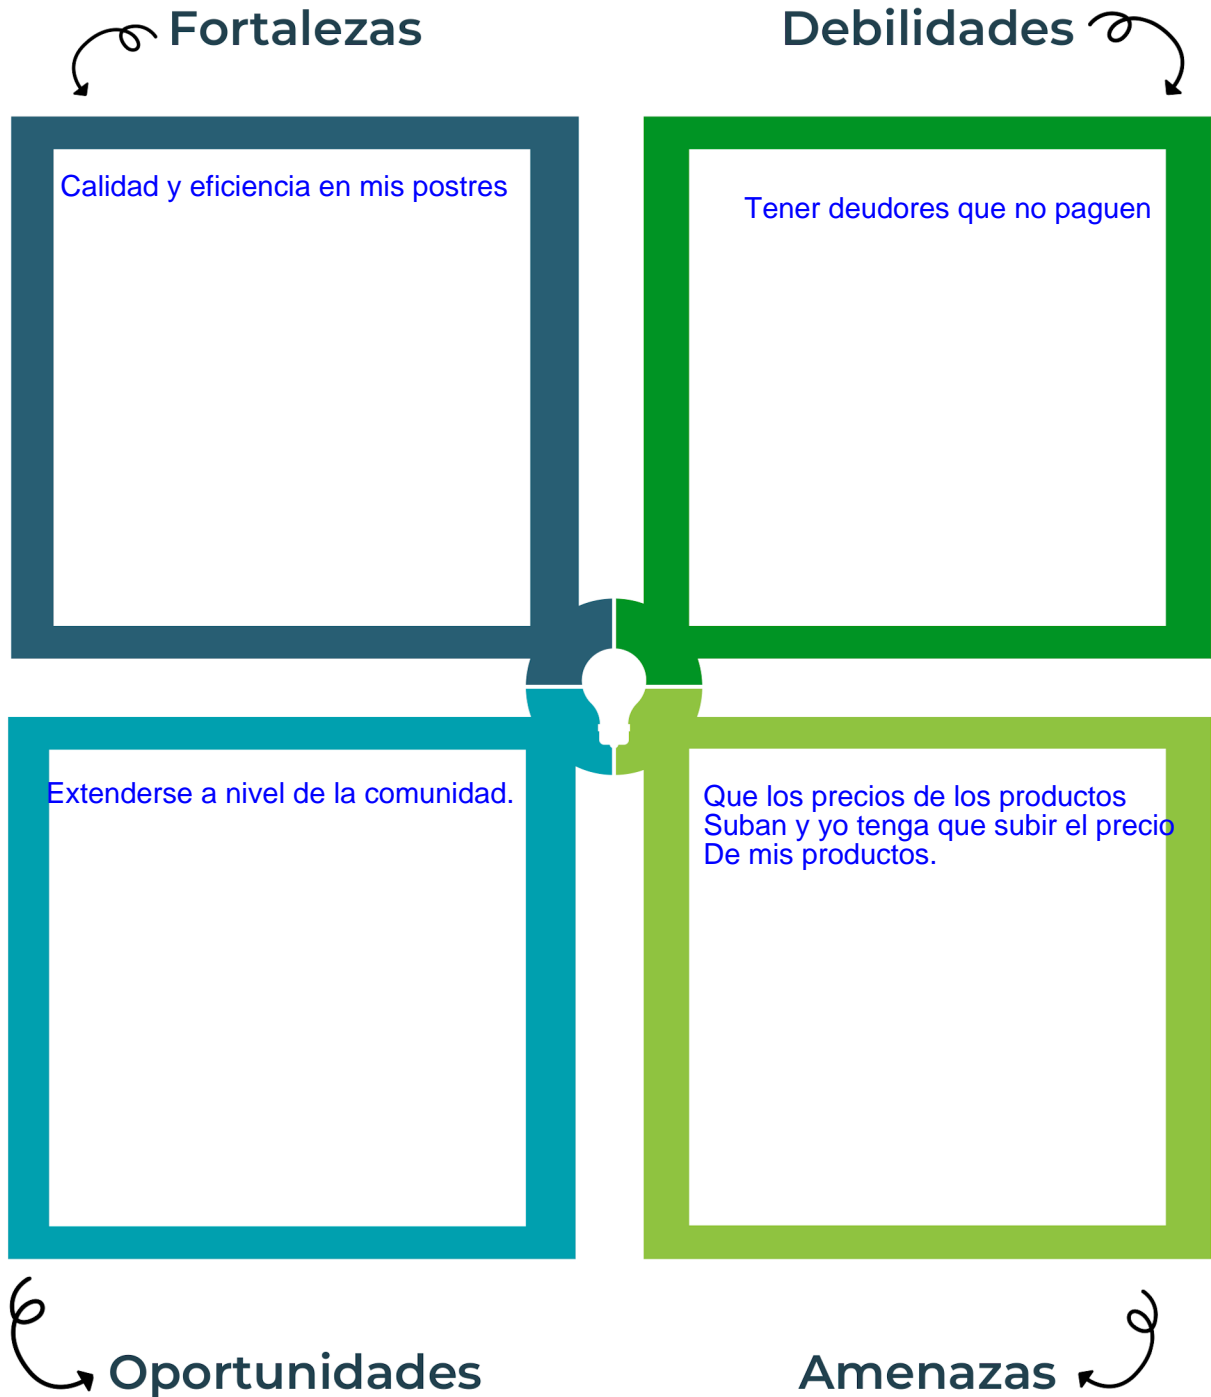 Fortalezas
Debilidades
Calidad y eficiencia en mis postres
Tener deudores que no paguen
Extenderse a nivel de la comunidad.
Que los precios de los productos
Suban y yo tenga que subir el precio
De mis productos.
Oportunidades
Amenazas